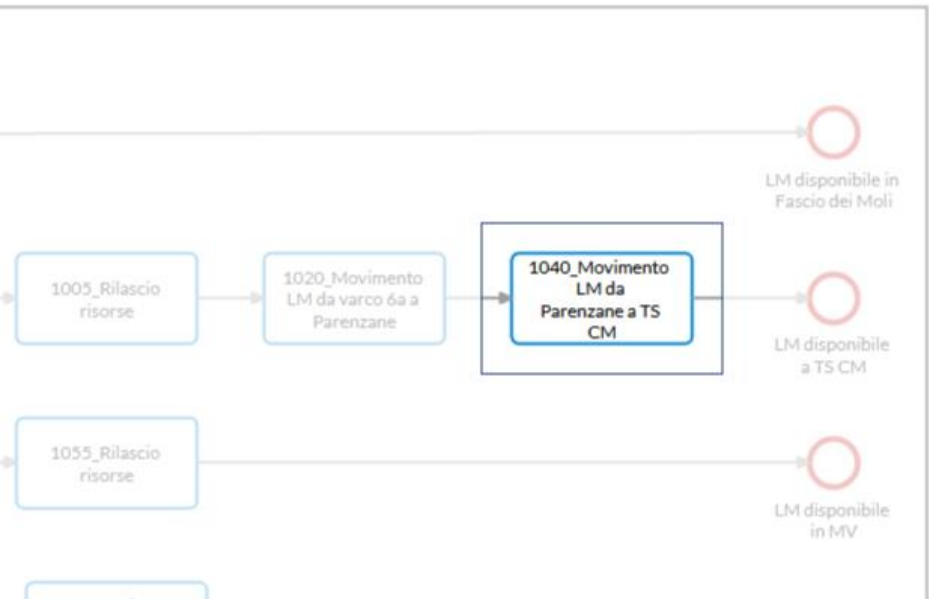 LM disponibile in
Fascio dei Moli
1005_Rilascio
risorse
1020_Movimento
LM da varco 6a a
Parenzane
1040_Movimento
LM da
Parenzane a TS
CM
LM disponibile
a TS CM
1055_Rilascio
risorse
LM disponibile
in MV